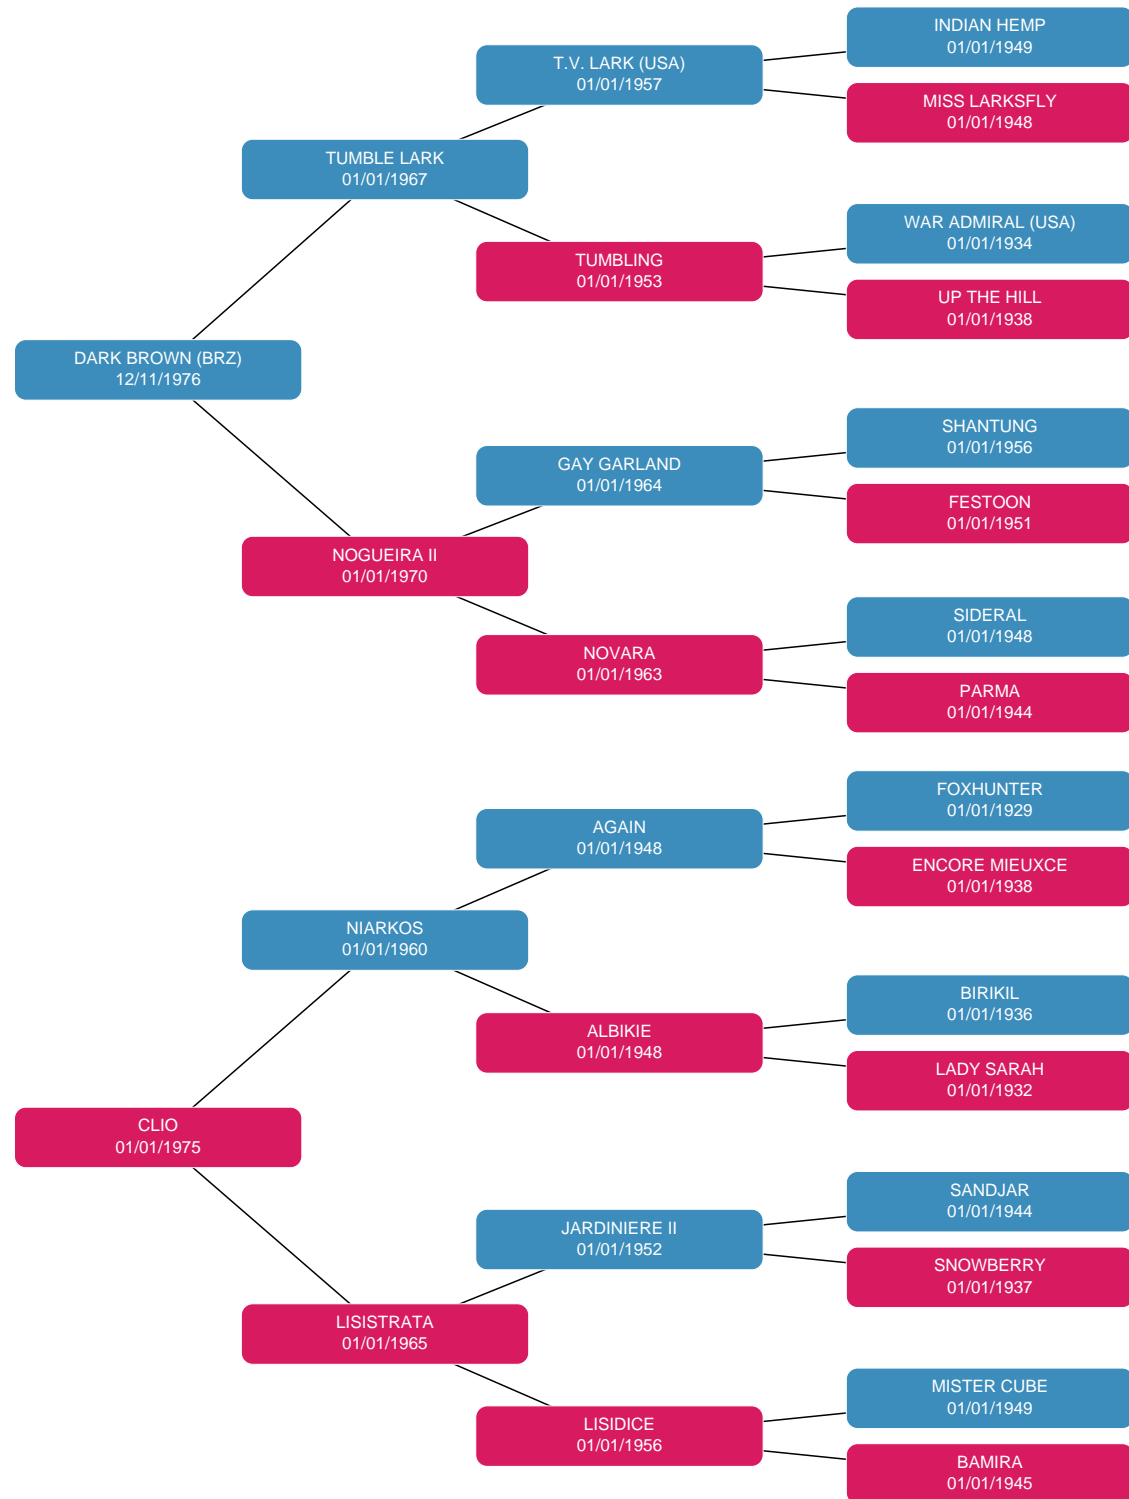 INDIAN HEMP
01/01/1949
T.V. LARK (USA)
01/01/1957
MISS LARKSFLY
01/01/1948
TUMBLE LARK
01/01/1967
WAR ADMIRAL (USA)
01/01/1934
TUMBLING
01/01/1953
UP THE HILL
01/01/1938
DARK BROWN (BRZ)
12/11/1976
SHANTUNG
01/01/1956
GAY GARLAND
01/01/1964
FESTOON
01/01/1951
NOGUEIRA II
01/01/1970
SIDERAL
01/01/1948
NOVARA
01/01/1963
PARMA
01/01/1944
FOXHUNTER
01/01/1929
AGAIN
01/01/1948
ENCORE MIEUXCE
01/01/1938
NIARKOS
01/01/1960
BIRIKIL
01/01/1936
ALBIKIE
01/01/1948
LADY SARAH
01/01/1932
CLIO
01/01/1975
SANDJAR
01/01/1944
JARDINIERE II
01/01/1952
SNOWBERRY
01/01/1937
LISISTRATA
01/01/1965
MISTER CUBE
01/01/1949
LISIDICE
01/01/1956
BAMIRA
01/01/1945